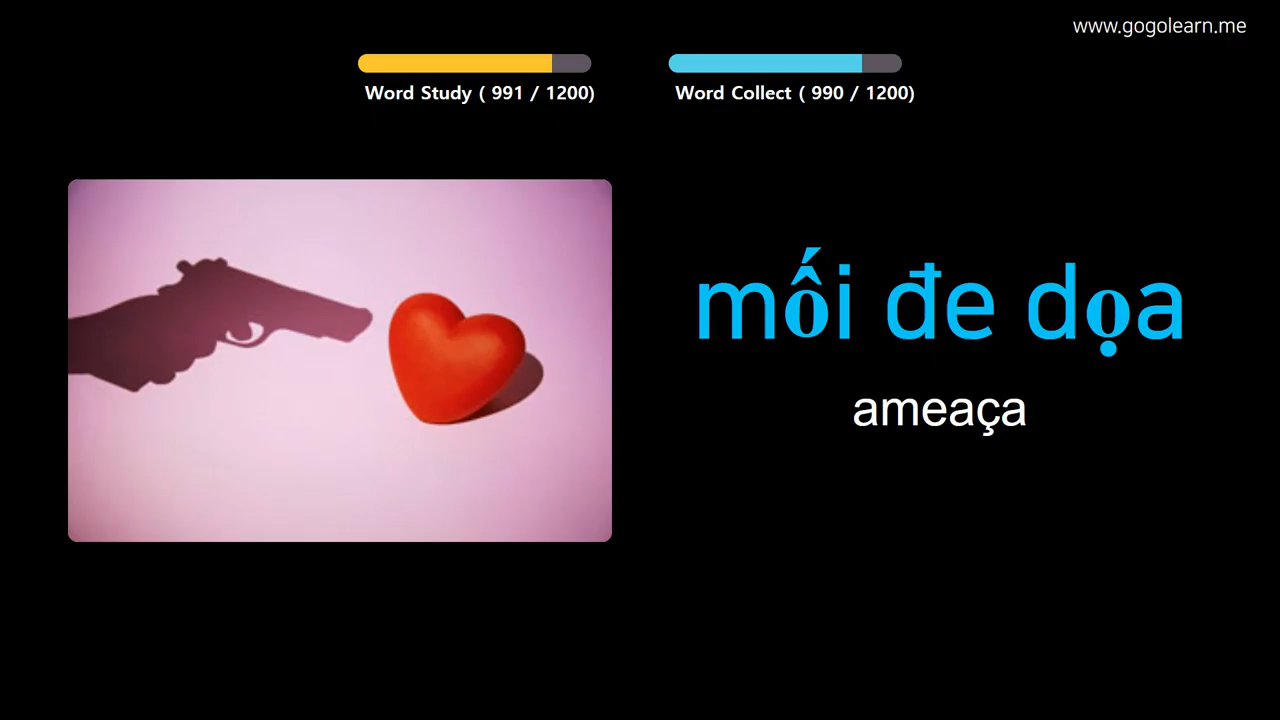 www.gogolearn.me
Word Study ( 991 / 1200)
Word Collect ( 990 / 1200)
mối đe dọa
ameaça